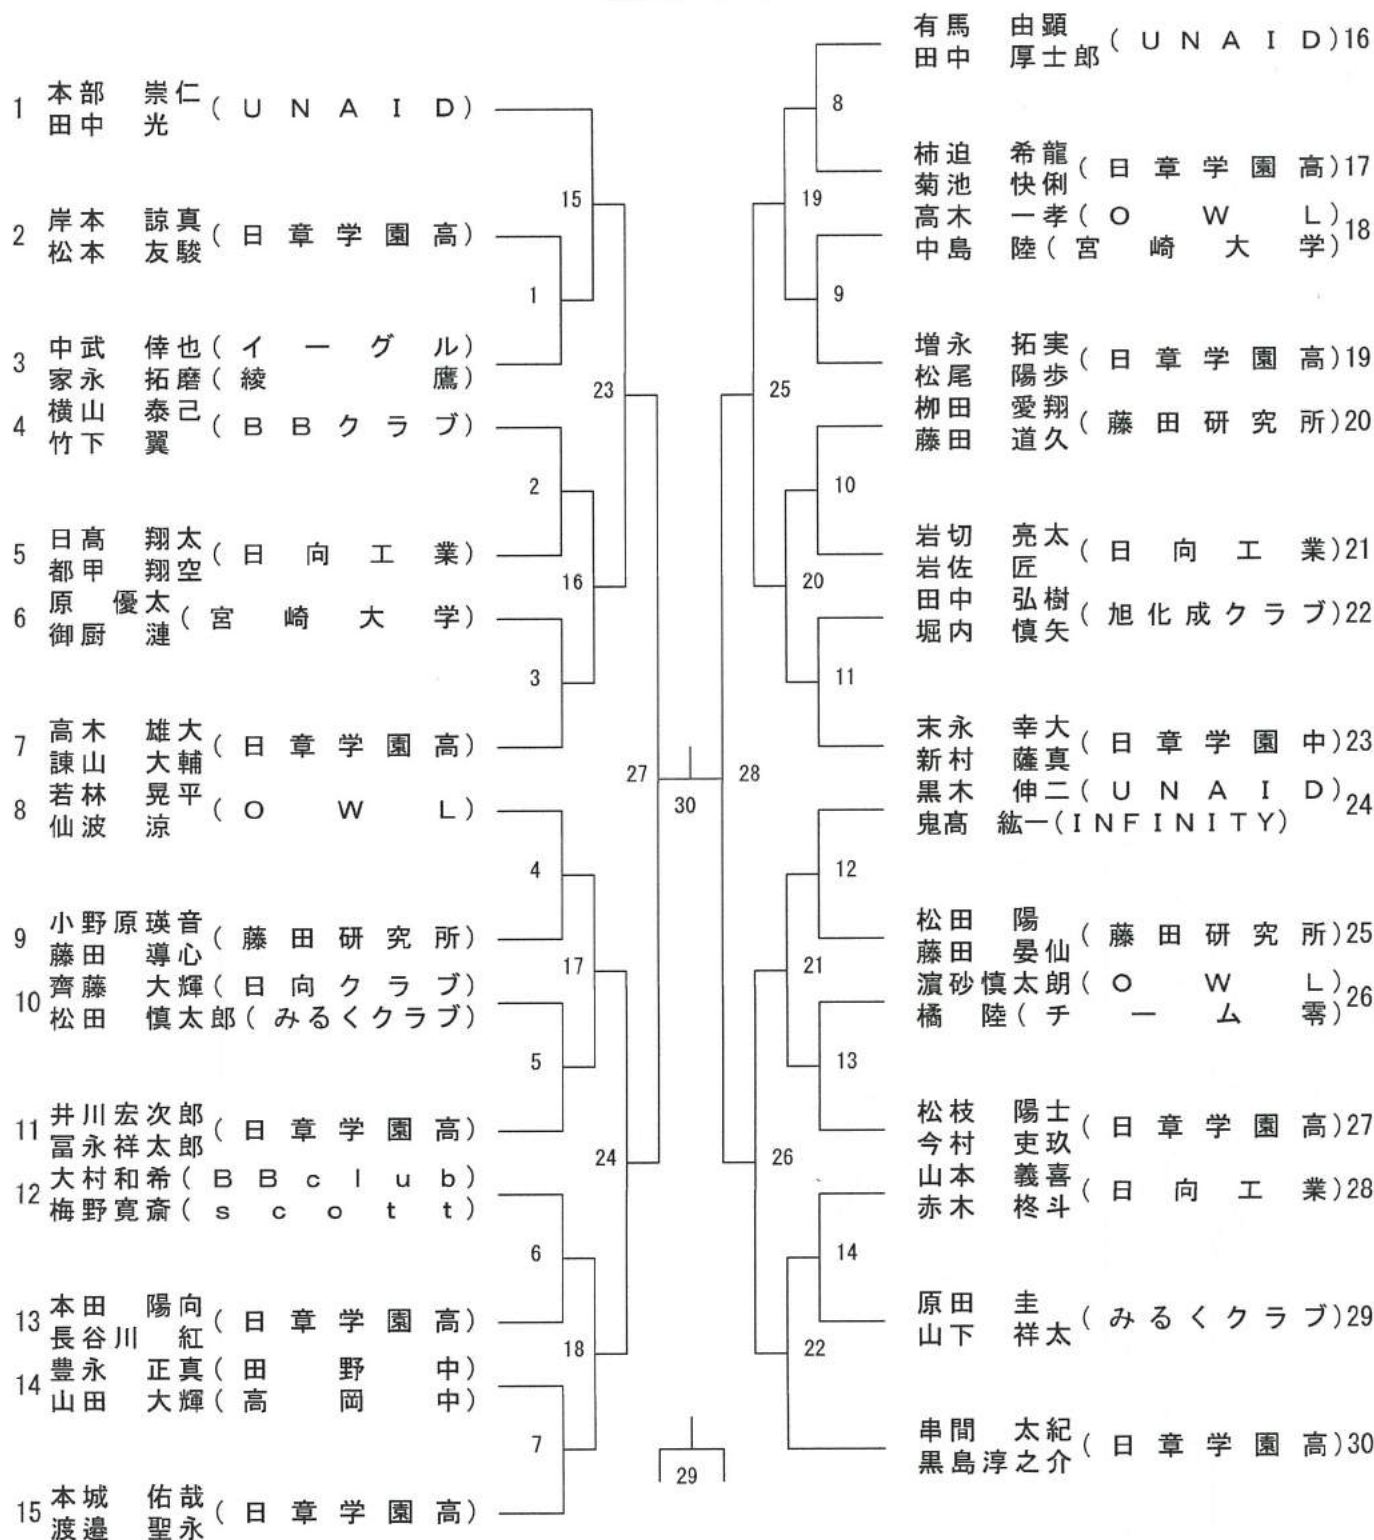 1 本部 崇仁 (UNAID)
田中 光
2 岸本 諒真 (日章学園高)
松本 友駿
3 中武 倖也 (イーグル)
家永 拓磨 (綾鷹)
4 横山 泰己 (BBクラブ)
竹下 翼
5 日髙 翔太 (日向工業)
都甲 翔空
6 原 優太 (宮崎大学)
御厨 漣
7 高木 雄大 (日章学園高)
諌山 大輔
8 若林 晃平 (OWL)
仙波 涼
9 小野原瑛音 (藤田研究所)
藤田 導心
10 齊藤 大輝 (日向クラブ)
松田 慎太郎 (みるくクラブ)
11 井川宏次郎 (日章学園高)
冨永祥太郎
12 大村和希 (BBclub)
梅野寛斎 (scott)
13 本田 陽向 (日章学園高)
長谷川 紅
14 豊永 正真 (田野中)
山田 大輝 (高岡中)
15 本城 佑哉 (日章学園高)
渡邉 聖永
15
1
23
2
16
3
27
4
17
5
24
6
18
7
30
29
28
8
19
9
25
10
20
11
12
21
13
26
14
22
有馬 由顕 (UNAID) 16
田中 厚士郎
柿迫 希龍 (日章学園高) 17
菊池 快俐
高木 一孝 (OWL) 18
中島 陸 (宮崎大学)
増永 拓実 (日章学園高) 19
松尾 陽歩
栁田 愛翔 (藤田研究所) 20
藤田 道久
岩切 亮太 (日向工業) 21
岩佐 匠
田中 弘樹 (旭化成クラブ) 22
堀内 慎矢
末永 幸大 (日章学園中) 23
新村 薩真
黒木 伸二 (UNAID) 24
鬼髙 紘一 (INFINITY)
松田 陽 (藤田研究所) 25
藤田 晏仙
濵砂慎太朗 (OWL) 26
橘 陸 (チーム零)
松枝 陽士 (日章学園高) 27
今村 吏玖
山本 義喜 (日向工業) 28
赤木 柊斗
原田 圭 (みるくクラブ) 29
山下 祥太
串間 太紀 (日章学園高) 30
黒島淳之介